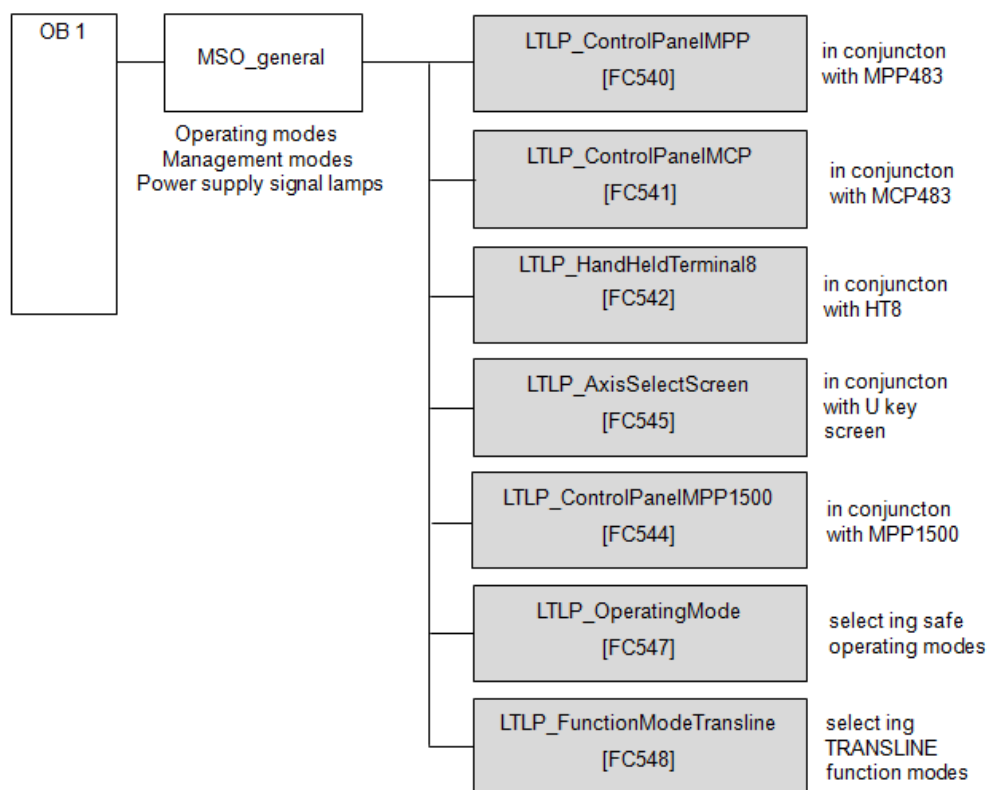 OB 1
MSO_general
Operating modes
Management modes
Power supply signal lamps
LTLP_ControlPanelMPP
[FC540]
in conjuncton
with MPP483
LTLP_ControlPanelMCP
[FC541]
in conjuncton
with MCP483
LTLP_HandHeldTerminal8
[FC542]
in conjuncton
with HT8
LTLP_AxisSelectScreen
[FC545]
in conjuncton
with U key
screen
LTLP_ControlPanelMPP1500
[FC544]
in conjuncton
with MPP1500
LTLP_OperatingMode
[FC547]
select ing safe
operating modes
LTLP_FunctionModeTransline
[FC548]
select ing
TRANSLINE
function modes